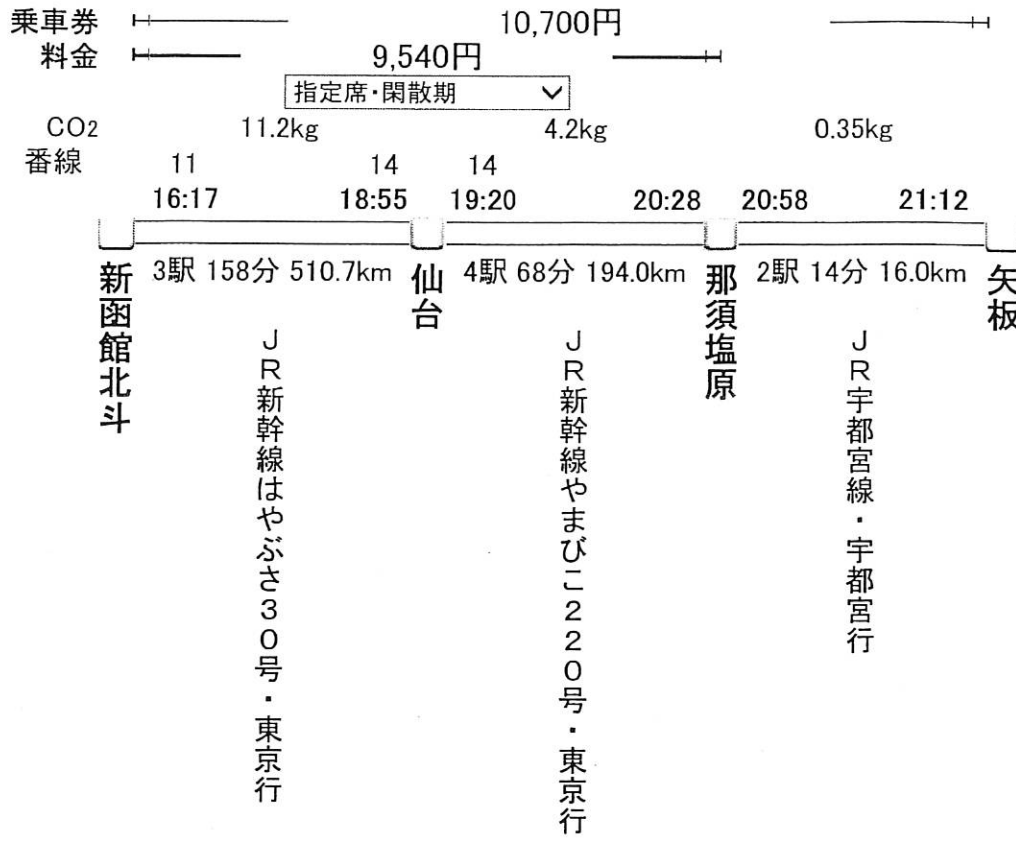 乗車券 10,700円
料金 9,540円
指定席・閑散期
CO2 11.2kg 4.2kg 0.35kg
番線 11 14 14
16:17 18:55 19:20 20:28 20:58 21:12
3駅 158分 510.7km 4駅 68分 194.0km 2駅 14分 16.0km
新函館北斗
仙台
那須塩原
矢板
JR新幹線はやぶさ30号・東京行
JR新幹線やまびこ220号・東京行
JR宇都宮線・宇都宮行